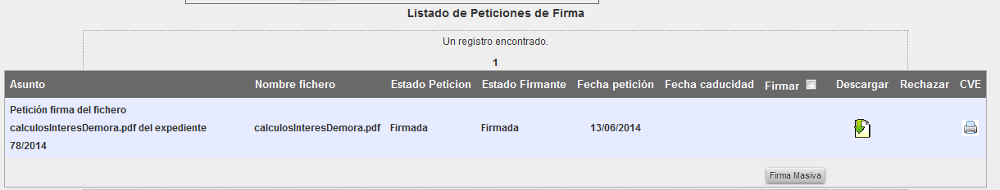 Listado de Peticiones de Firma
Un registro encontrado.
1
Asunto Nombre fichero Estado Peticion Estado Firmante Fecha petición Fecha caducidad Firmar Descargar Rechazar CVE
Petición firma del fichero
calculosInteresDemora.pdf del expediente calculosInteresDemora.pdf Firmada Firmada 13/06/2014
78/2014
Firma Masiva